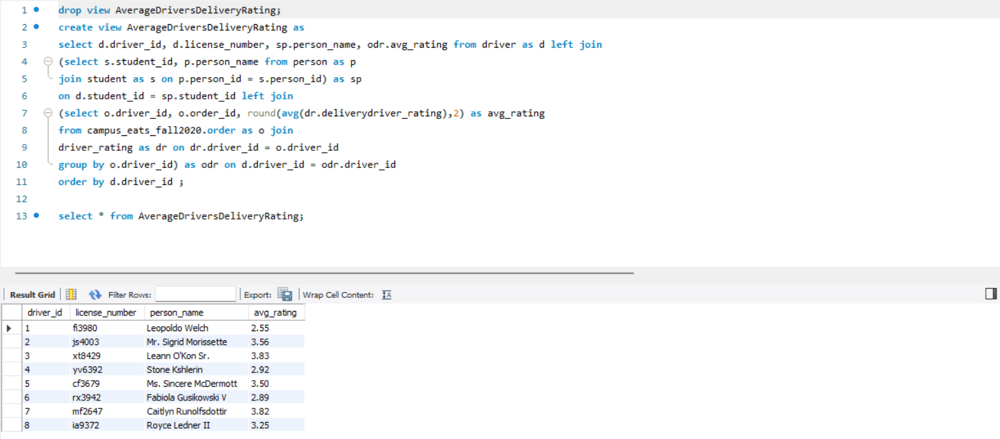 1 drop view AverageDriversDeliveryRating;
2 create view AverageDriversDeliveryRating as
3 select d.driver_id, d.license_number, sp.person_name, odr.avg_rating from driver as d left join
4 (select s.student_id, p.person_name from person as p
5 join student as s on p.person_id = s.person_id) as sp
6 on d.student_id = sp.student_id left join
7 (select o.driver_id, o.order_id, round(avg(dr.deliverydriver_rating),2) as avg_rating
8 from campus_eats_fall2020.order as o join
9 driver_rating as dr on dr.driver_id = o.driver_id
10 group by o.driver_id) as odr on d.driver_id = odr.driver_id
11 order by d.driver_id ;
12
13 select * from AverageDriversDeliveryRating;
Result Grid Filter Rows: Export: Wrap Cell Content:
driver_id license_number person_name avg_rating
1 fi3980 Leopoldo Welch 2.55
2 js4003 Mr. Sigrid Morissette 3.56
3 xt8429 Leann O'Kon Sr. 3.83
4 yv6392 Stone Kshlerin 2.92
5 cf3679 Ms. Sincere McDermott 3.50
6 rx3942 Fabiola Gusikowski V 2.89
7 mf2647 Caitlyn Runolfsdottir 3.82
8 ia9372 Royce Ledner II 3.25